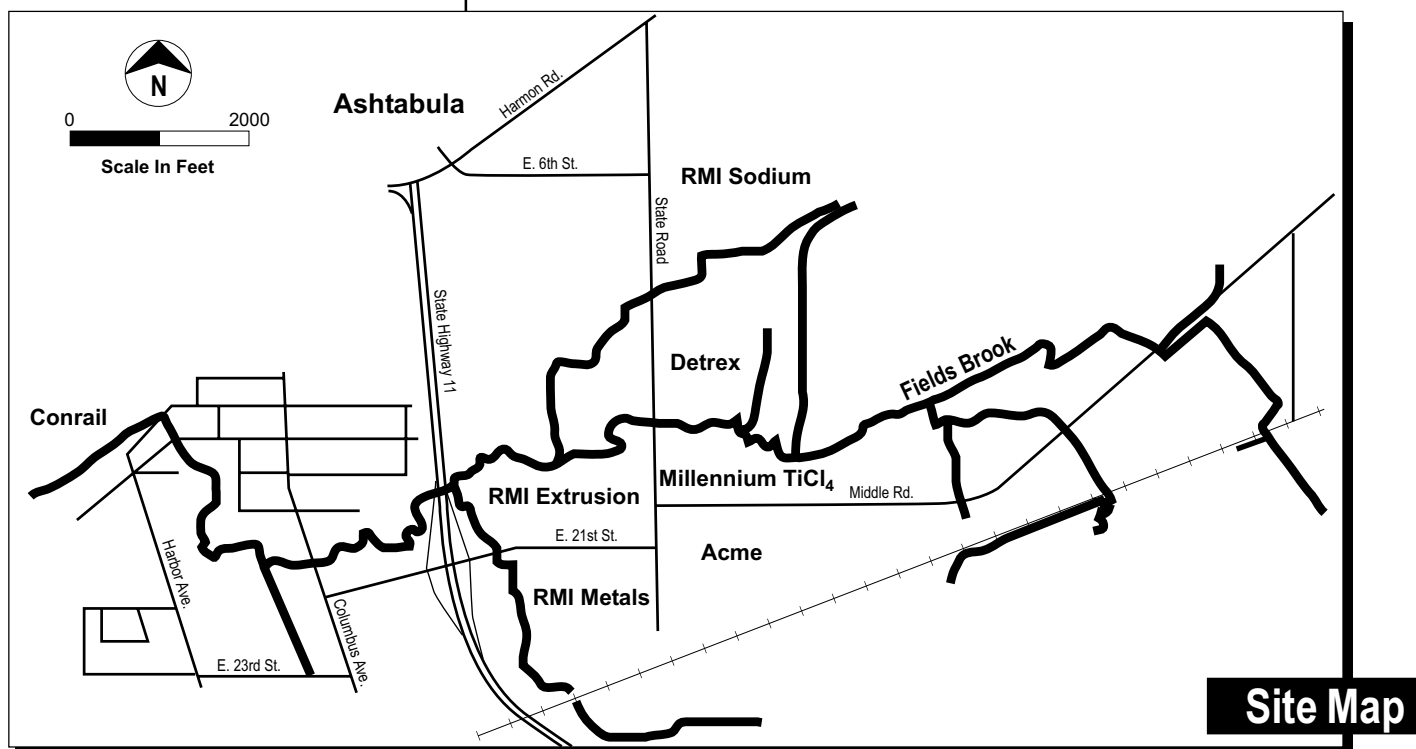 N
0 2000
Scale In Feet
Ashtabula
Harmon Rd.
E. 6th St.
RMI Sodium
State Road
State Highway 11
Detrex
Fields Brook
Conrail
RMI Extrusion
Millennium TiCl₄
Middle Rd.
E. 21st St.
Acme
Harbor Ave.
RMI Metals
Columbus Ave.
E. 23rd St.
Site Map